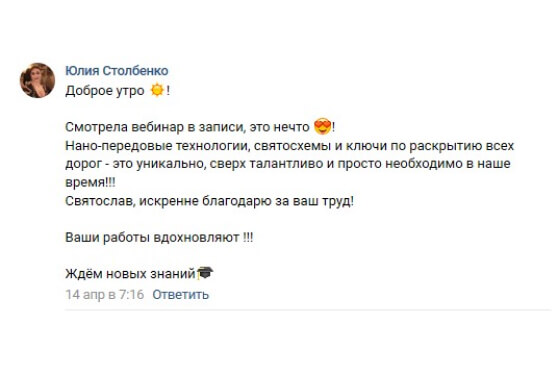 Юлия Столбенко
Доброе утро ☀️!
Смотрела вебинар в записи, это нечто 😍!
Нано-передовые технологии, святосхемы и ключи по раскрытию всех
дорог - это уникально, сверх талантливо и просто необходимо в наше
время!!!
Святослав, искренне благодарю за ваш труд!
Ваши работы вдохновляют !!!
Ждём новых знаний🎓
14 апр в 7:16 Ответить